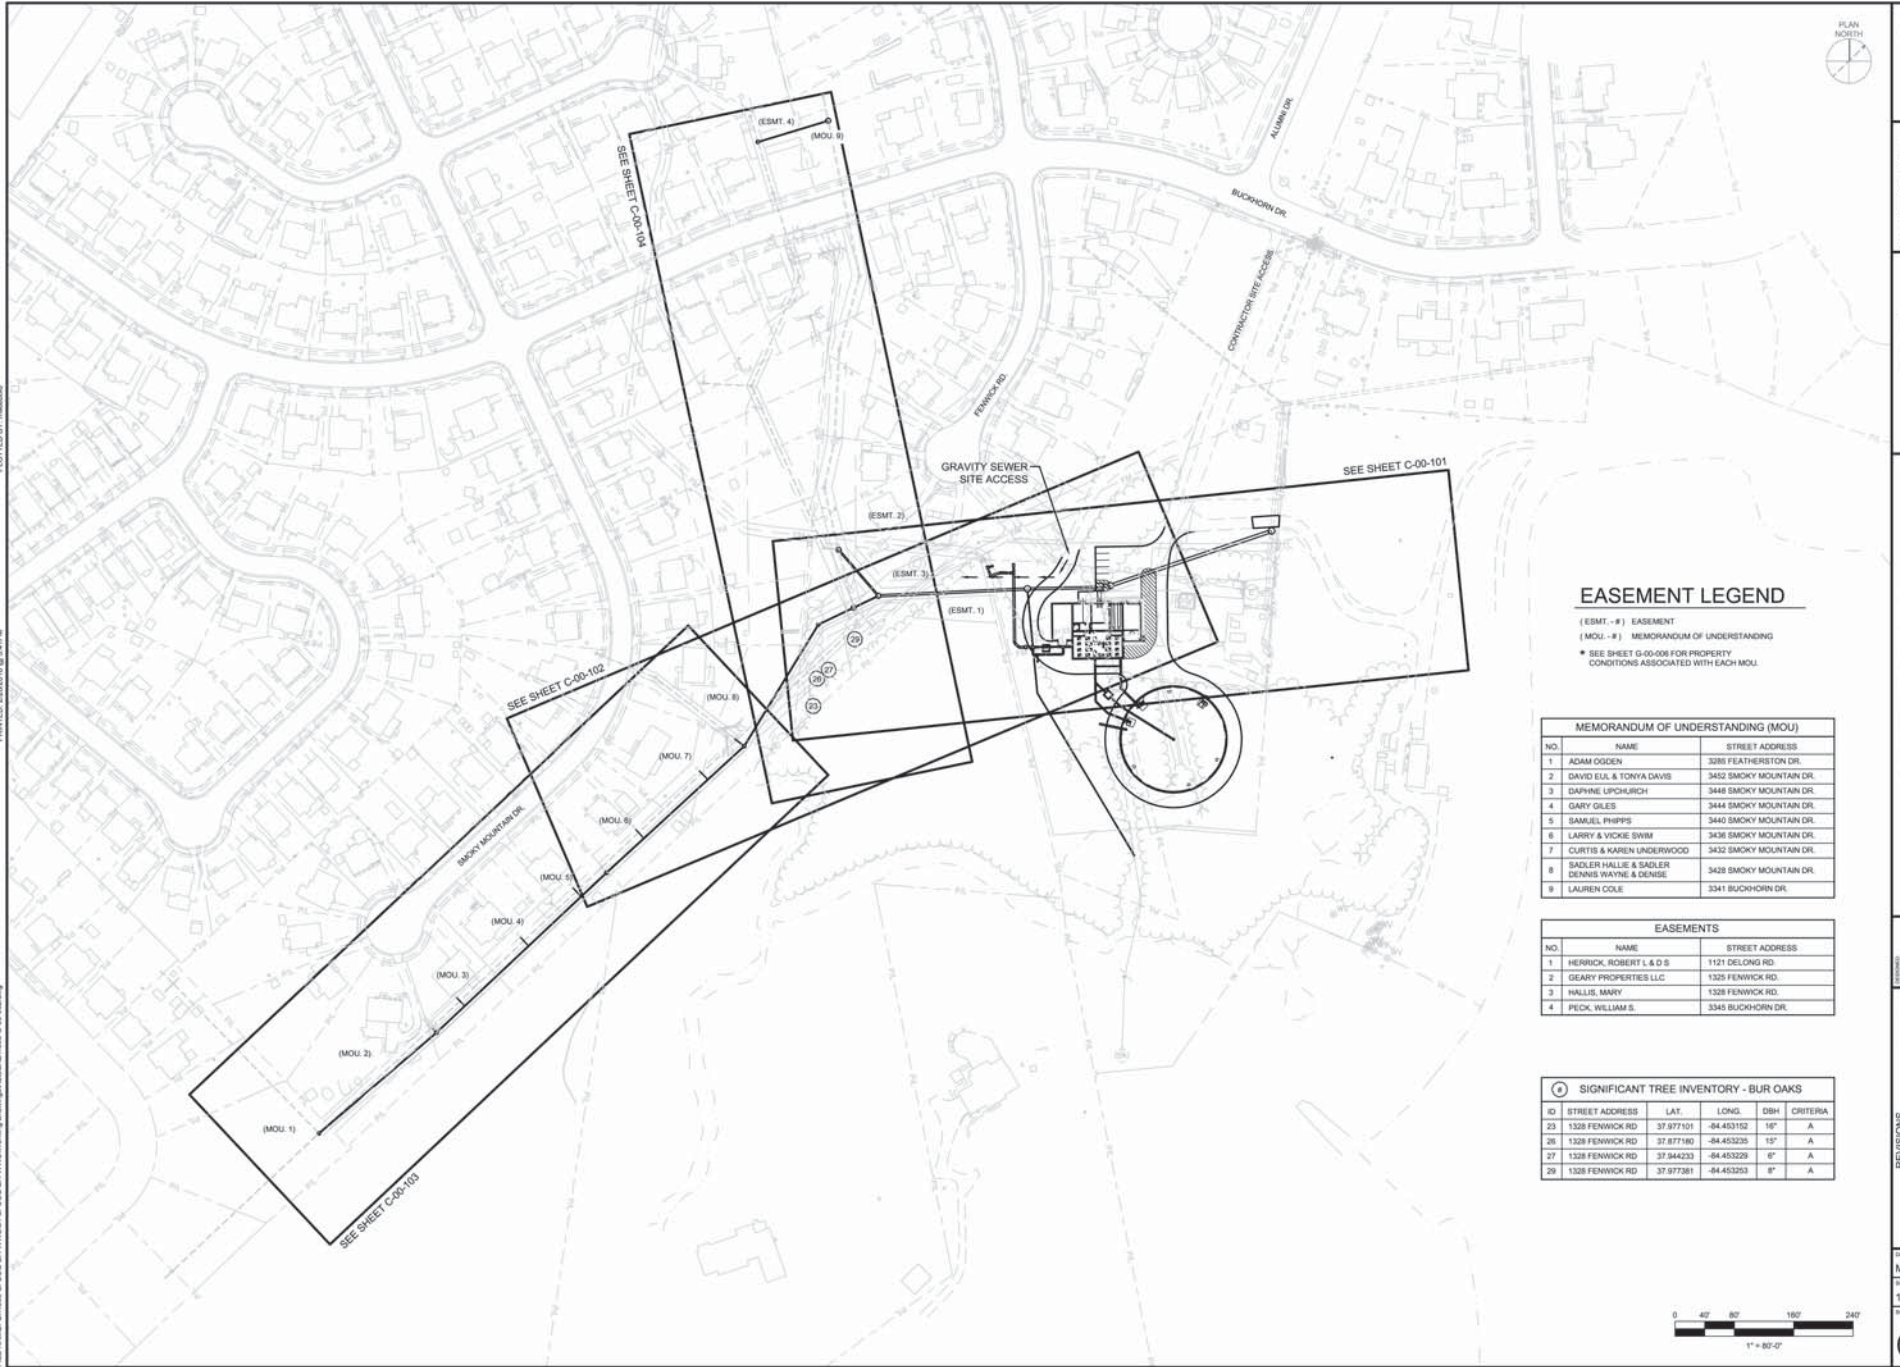 PLAN
NORTH
(ESMT. 4)
(MOU. 9)
SEE SHEET C-00-104
ALUMNI DR.
BUCKHORN DR.
CONTRACTOR SITE ACCESS
FENWICK RD.
GRAVITY SEWER
SITE ACCESS
SEE SHEET C-00-101
(ESMT. 2)
(ESMT. 3)
(ESMT. 1)
29
27
26
23
SEE SHEET C-00-102
(MOU. 8)
(MOU. 7)
(MOU. 6)
SMOKY MOUNTAIN DR.
(MOU. 5)
(MOU. 4)
(MOU. 3)
(MOU. 2)
(MOU. 1)
SEE SHEET C-00-103
EASEMENT LEGEND
( ESMT. - # ) EASEMENT
( MOU. - # ) MEMORANDUM OF UNDERSTANDING
* SEE SHEET G-00-006 FOR PROPERTY
CONDITIONS ASSOCIATED WITH EACH MOU.
MEMORANDUM OF UNDERSTANDING (MOU)
NO. NAME STREET ADDRESS
1 ADAM OGDEN 3285 FEATHERSTON DR.
2 DAVID EUL & TONYA DAVIS 3452 SMOKY MOUNTAIN DR.
3 DAPHNE UPCHURCH 3448 SMOKY MOUNTAIN DR.
4 GARY GILES 3444 SMOKY MOUNTAIN DR.
5 SAMUEL PHIPPS 3440 SMOKY MOUNTAIN DR.
6 LARRY & VICKIE SWIM 3436 SMOKY MOUNTAIN DR.
7 CURTIS & KAREN UNDERWOOD 3432 SMOKY MOUNTAIN DR.
8 SADLER HALLIE & SADLER DENNIS WAYNE & DENISE 3428 SMOKY MOUNTAIN DR.
9 LAUREN COLE 3341 BUCKHORN DR.
EASEMENTS
NO. NAME STREET ADDRESS
1 HERRICK, ROBERT L & D S 1121 DELONG RD.
2 GEARY PROPERTIES LLC 1325 FENWICK RD.
3 HALLIS, MARY 1328 FENWICK RD.
4 PECK, WILLIAM S. 3345 BUCKHORN DR.
# SIGNIFICANT TREE INVENTORY - BUR OAKS
ID STREET ADDRESS LAT. LONG. DBH CRITERIA
23 1328 FENWICK RD 37.977101 -84.453152 16" A
26 1328 FENWICK RD 37.877180 -84.453235 15" A
27 1328 FENWICK RD 37.944233 -84.453229 6" A
29 1328 FENWICK RD 37.977381 -84.453253 8" A
0 40' 80' 160' 240'
1" = 80'-0"
REVISIONS